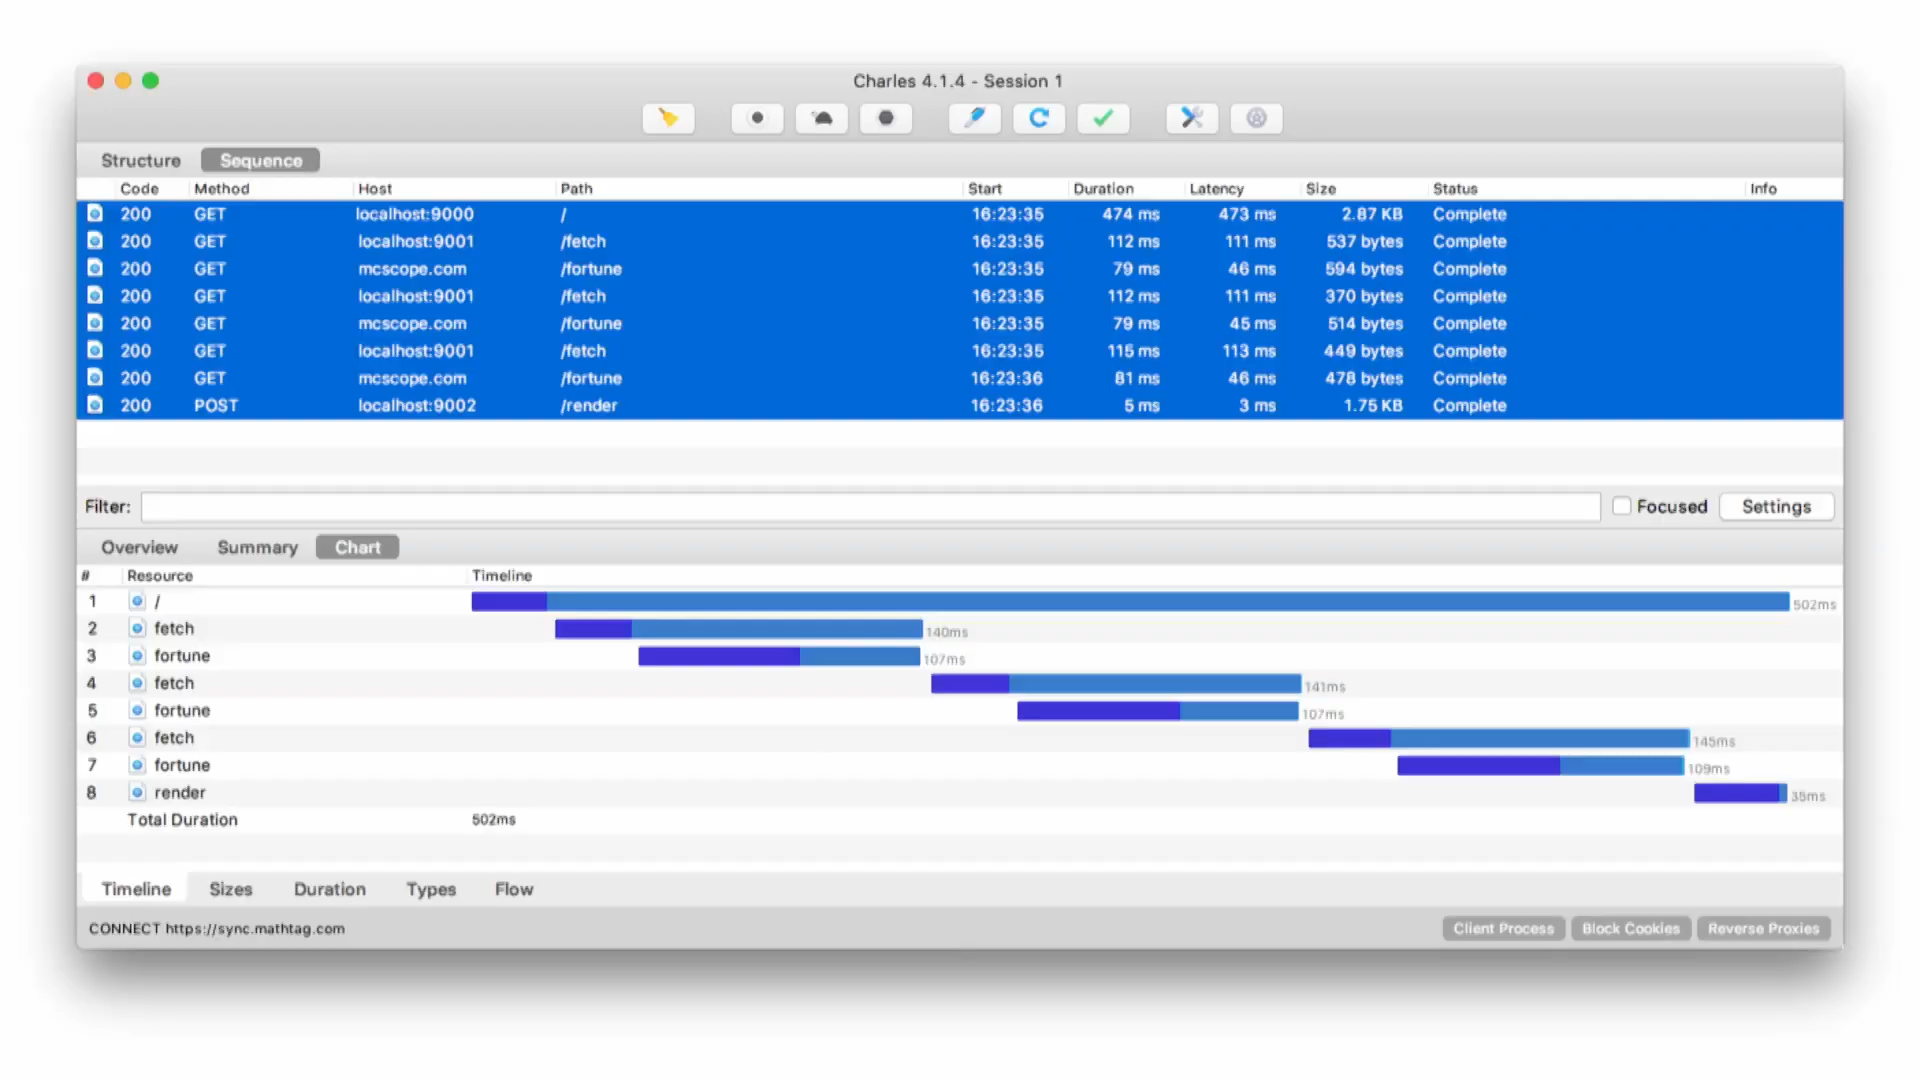 Charles 4.1.4 - Session 1
Structure Sequence
Code Method Host Path Start Duration Latency Size Status Info
200 GET localhost:9000 / 16:23:35 474 ms 473 ms 2.87 KB Complete
200 GET localhost:9001 /fetch 16:23:35 112 ms 111 ms 537 bytes Complete
200 GET mcscope.com /fortune 16:23:35 79 ms 46 ms 594 bytes Complete
200 GET localhost:9001 /fetch 16:23:35 112 ms 111 ms 370 bytes Complete
200 GET mcscope.com /fortune 16:23:35 79 ms 45 ms 514 bytes Complete
200 GET localhost:9001 /fetch 16:23:35 115 ms 113 ms 449 bytes Complete
200 GET mcscope.com /fortune 16:23:36 81 ms 46 ms 478 bytes Complete
200 POST localhost:9002 /render 16:23:36 5 ms 3 ms 1.75 KB Complete
Filter: Focused Settings
Overview Summary Chart
# Resource Timeline
1 / 502ms
2 fetch 140ms
3 fortune 107ms
4 fetch 141ms
5 fortune 107ms
6 fetch 145ms
7 fortune 109ms
8 render 35ms
Total Duration 502ms
Timeline Sizes Duration Types Flow
CONNECT https://sync.mathtag.com Client Process Block Cookies Reverse Proxies